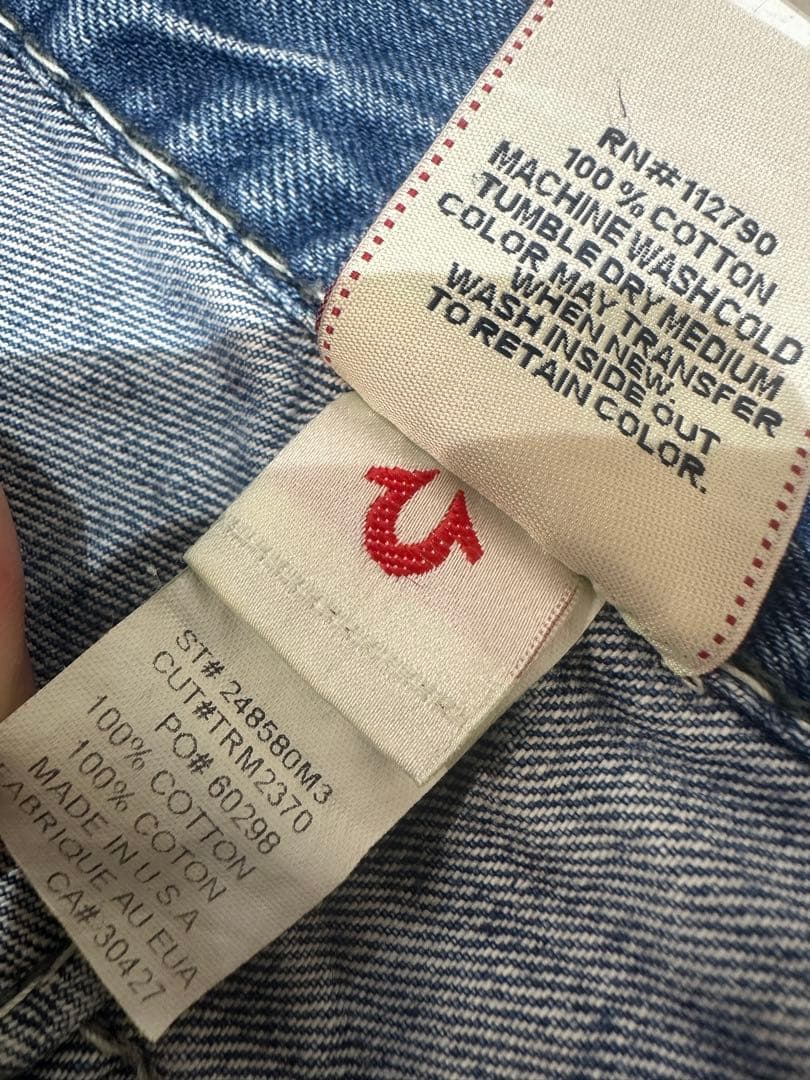 RN# 112790
100 % COTTON
MACHINE WASH COLD
TUMBLE DRY MEDIUM
COLOR MAY TRANSFER
WHEN NEW.
WASH INSIDE OUT
TO RETAIN COLOR.
ST# 248580M3
CUT#TRM2370
PO# 60298
100% COTTON
100% COTON
MADE IN U S A
FABRIQUE AU EUA
CA# 30427